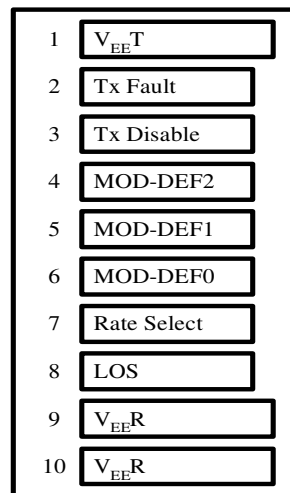 1 VEET
2 Tx Fault
3 Tx Disable
4 MOD-DEF2
5 MOD-DEF1
6 MOD-DEF0
7 Rate Select
8 LOS
9 VEER
10 VEER